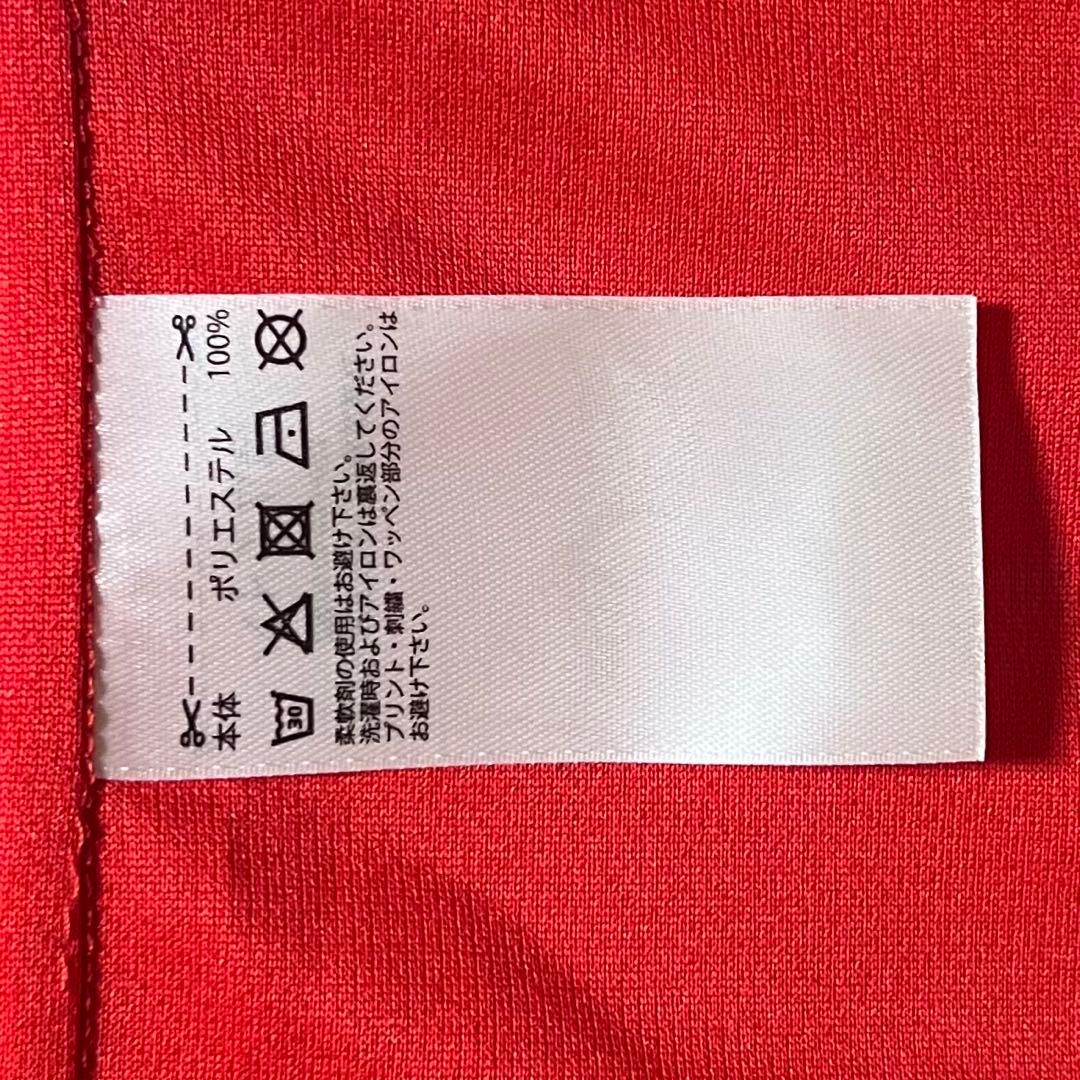 本体 ポリエステル 100%
30
柔軟剤の使用はお避け下さい。
洗濯時およびアイロンは裏返してください。
プリント・刺繍・ワッペン部分のアイロンは
お避け下さい。